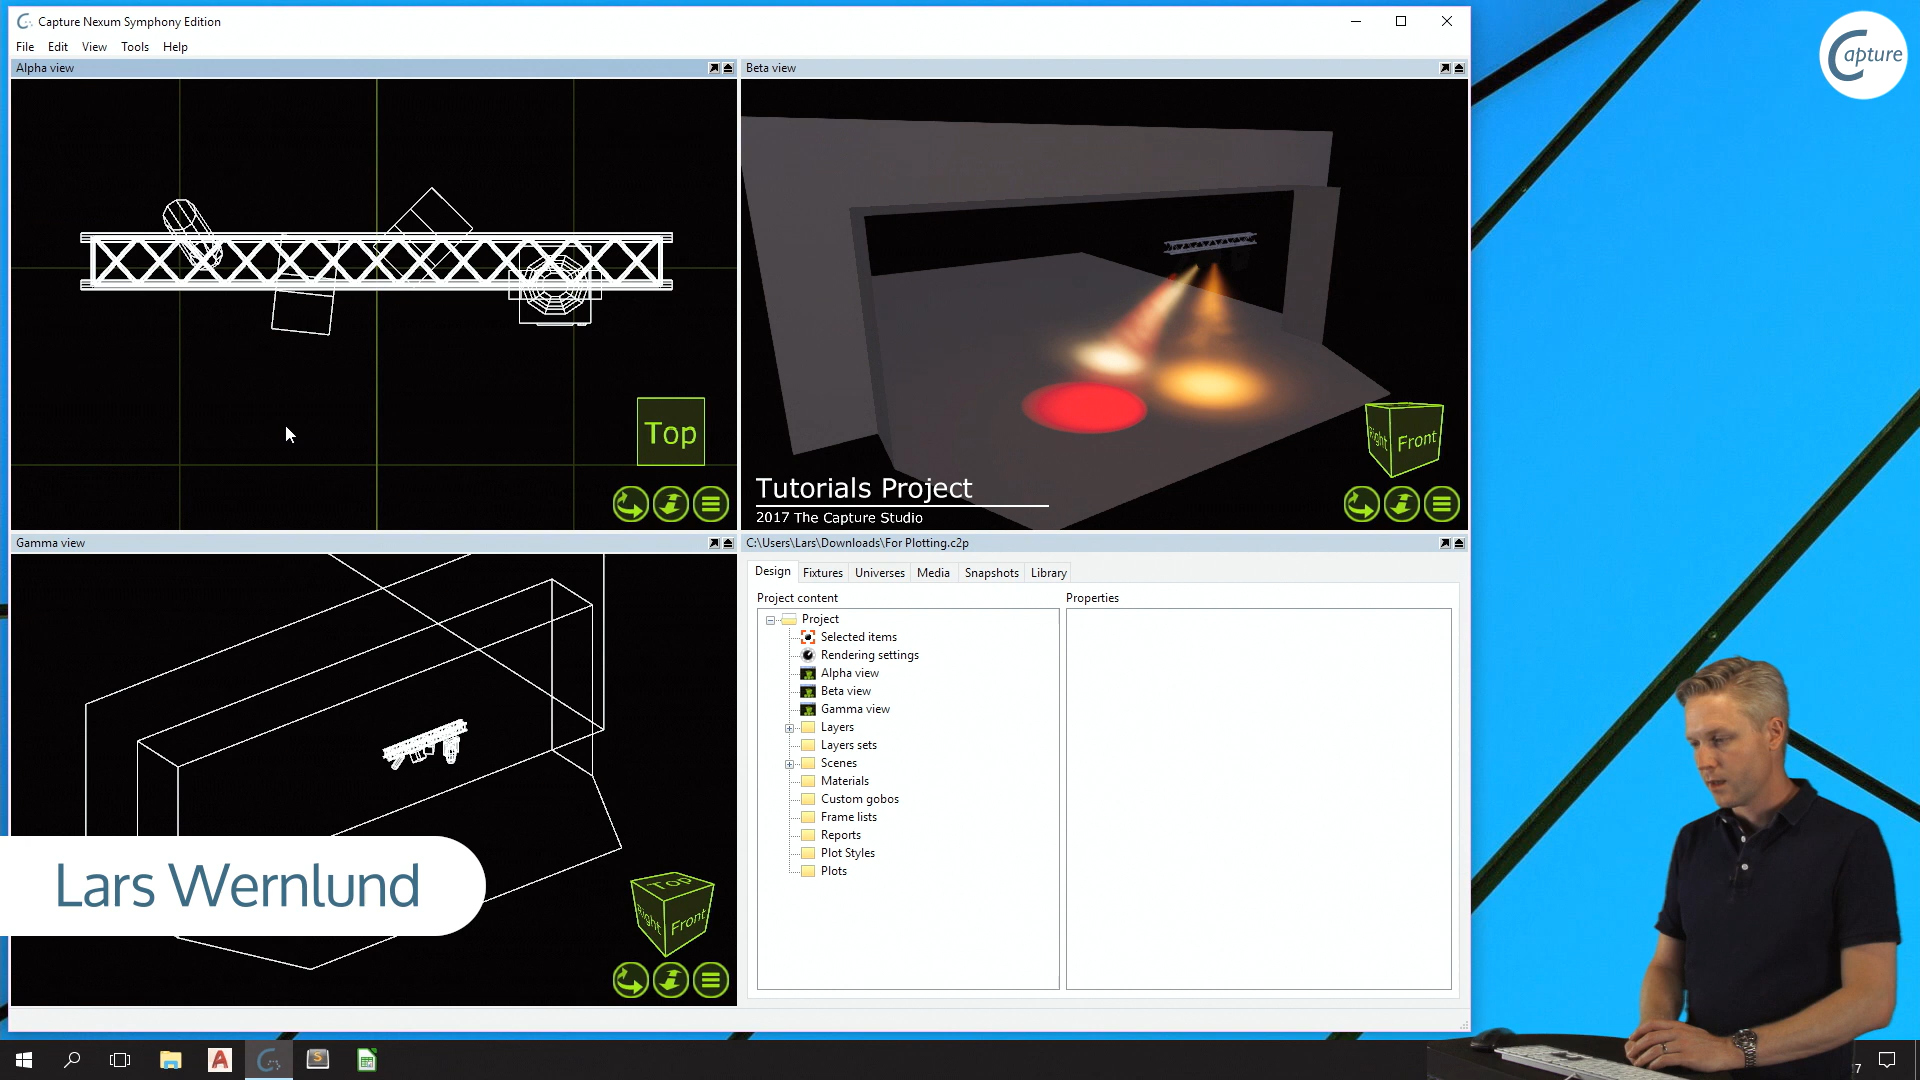 Capture Nexum Symphony Edition
File Edit View Tools Help
Alpha view
Beta view
Capture
Top
Right Front
Tutorials Project
2017 The Capture Studio
Gamma view
C:\Users\Lars\Downloads\For Plotting.c2p
Design Fixtures Universes Media Snapshots Library
Project content
Properties
Project
Selected items
Rendering settings
Alpha view
Beta view
Gamma view
Layers
Layers sets
Scenes
Materials
Custom gobos
Frame lists
Reports
Plot Styles
Plots
Lars Wernlund
Top
Right Front
A
S
7